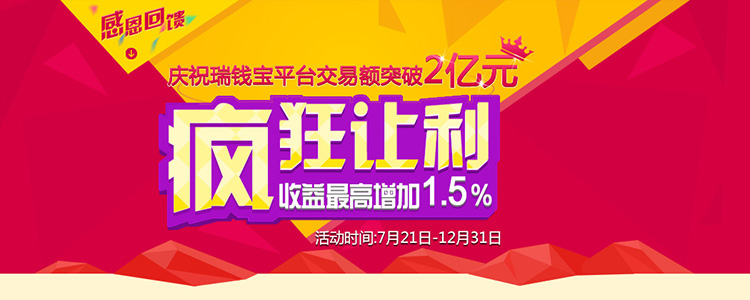 感恩回馈
庆祝瑞钱宝平台交易额突破2亿元
疯狂让利
收益最高增加1.5%
活动时间:7月21日-12月31日